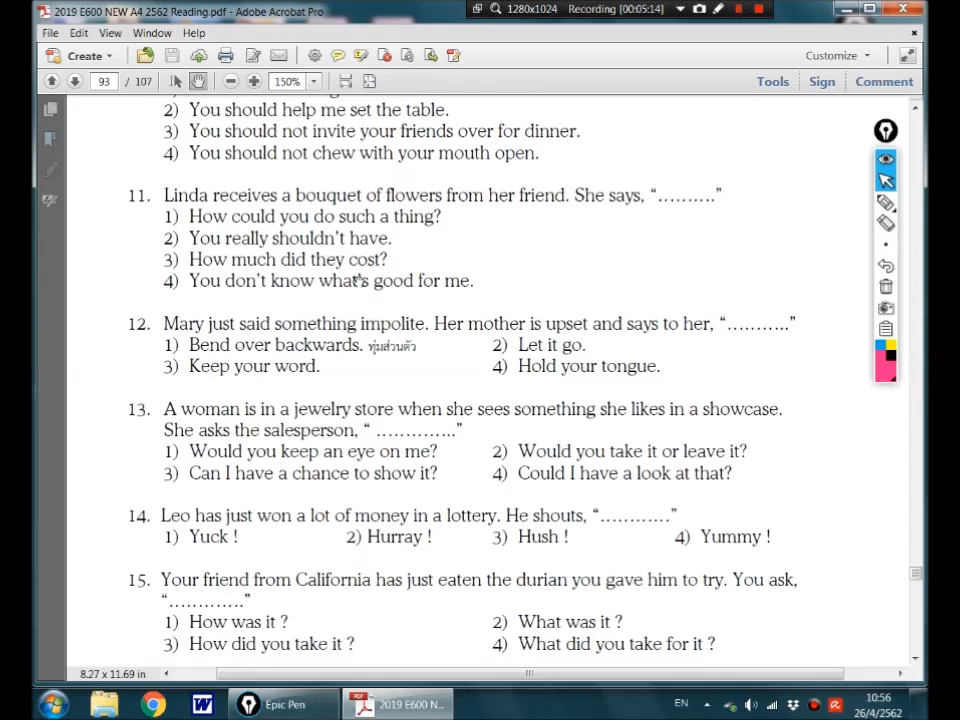 2019 E600 NEW A4 2562 Reading.pdf - Adobe Acrobat Pro
1280x1024 Recording [00:05:14]
File Edit View Window Help
Create Customize
93 / 107 150% Tools Sign Comment
2) You should help me set the table.
3) You should not invite your friends over for dinner.
4) You should not chew with your mouth open.
11. Linda receives a bouquet of flowers from her friend. She says, “……….”
1) How could you do such a thing?
2) You really shouldn’t have.
3) How much did they cost?
4) You don’t know what’s good for me.
12. Mary just said something impolite. Her mother is upset and says to her, “………..”
1) Bend over backwards. ทุ่มส่วนตัว 2) Let it go.
3) Keep your word. 4) Hold your tongue.
13. A woman is in a jewelry store when she sees something she likes in a showcase.
She asks the salesperson, “ …………..”
1) Would you keep an eye on me? 2) Would you take it or leave it?
3) Can I have a chance to show it? 4) Could I have a look at that?
14. Leo has just won a lot of money in a lottery. He shouts, “…………”
1) Yuck ! 2) Hurray ! 3) Hush ! 4) Yummy !
15. Your friend from California has just eaten the durian you gave him to try. You ask,
“………….”
1) How was it ? 2) What was it ?
3) How did you take it ? 4) What did you take for it ?
8.27 x 11.69 in
Epic Pen 2019 E600 N... EN 10:56
26/4/2562